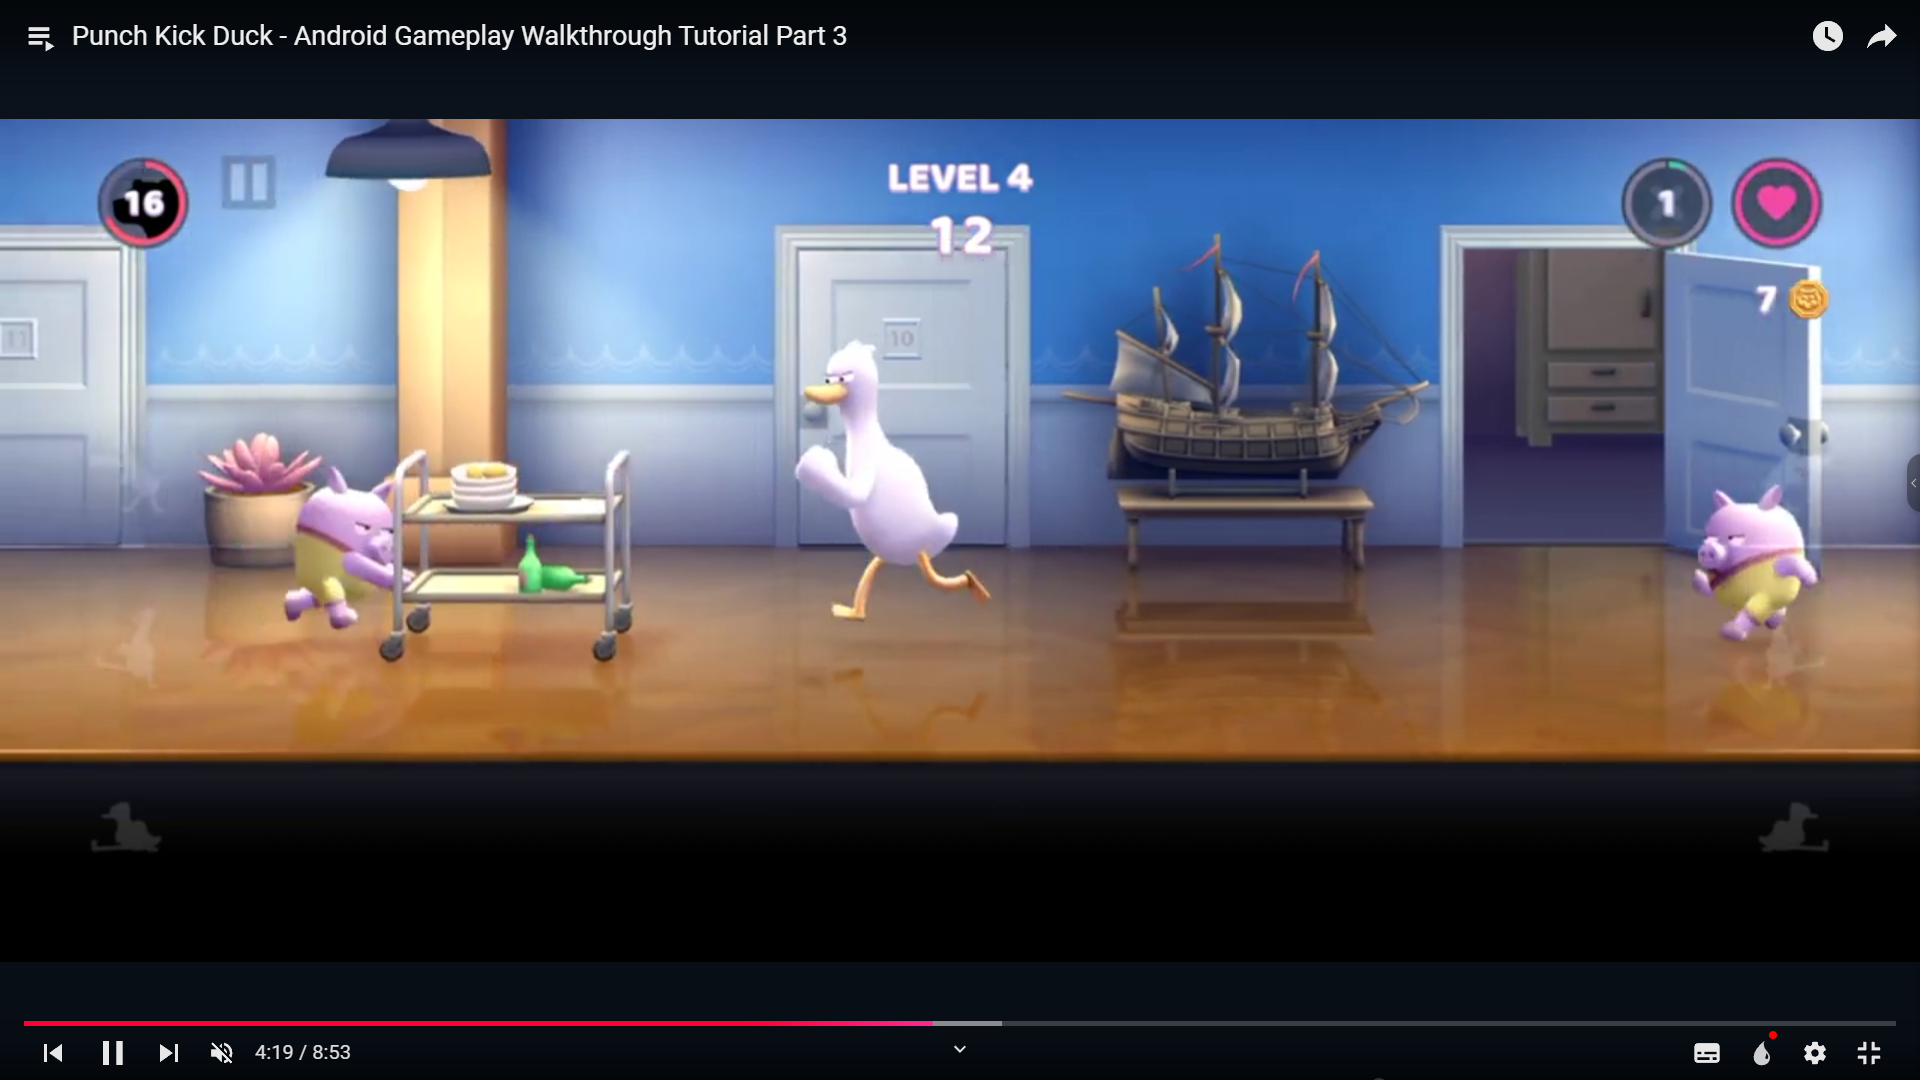 Punch Kick Duck - Android Gameplay Walkthrough Tutorial Part 3
16
LEVEL 4
12
1
7
11
10
4:19 / 8:53